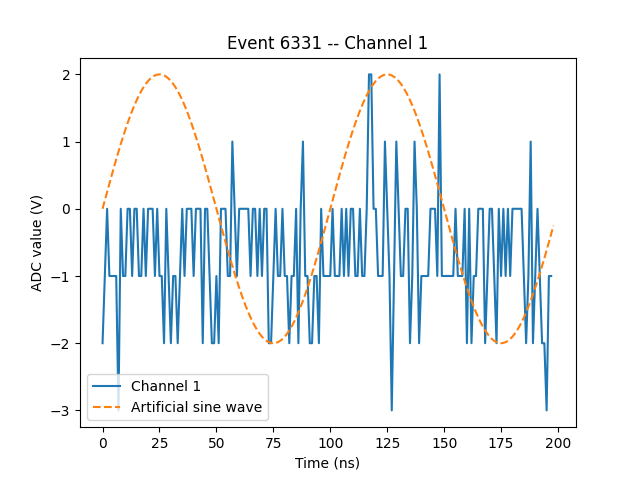 Event 6331 -- Channel 1
ADC value (V)
2
1
0
−1
−2
−3
Channel 1
Artificial sine wave
0 25 50 75 100 125 150 175 200
Time (ns)